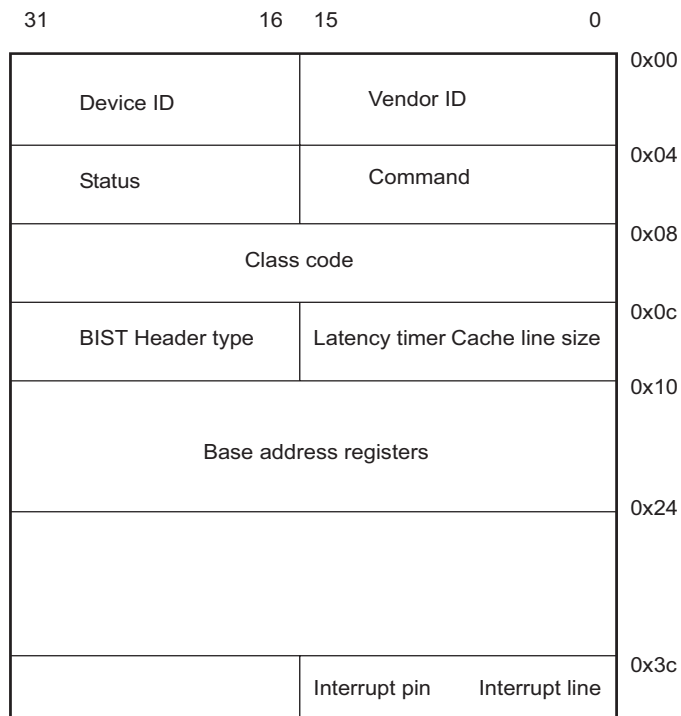 31 16 15 0
0x00
Device ID Vendor ID
0x04
Status Command
0x08
Class code
0x0c
BIST Header type Latency timer Cache line size
0x10
Base address registers
0x24
0x3c
Interrupt pin Interrupt line